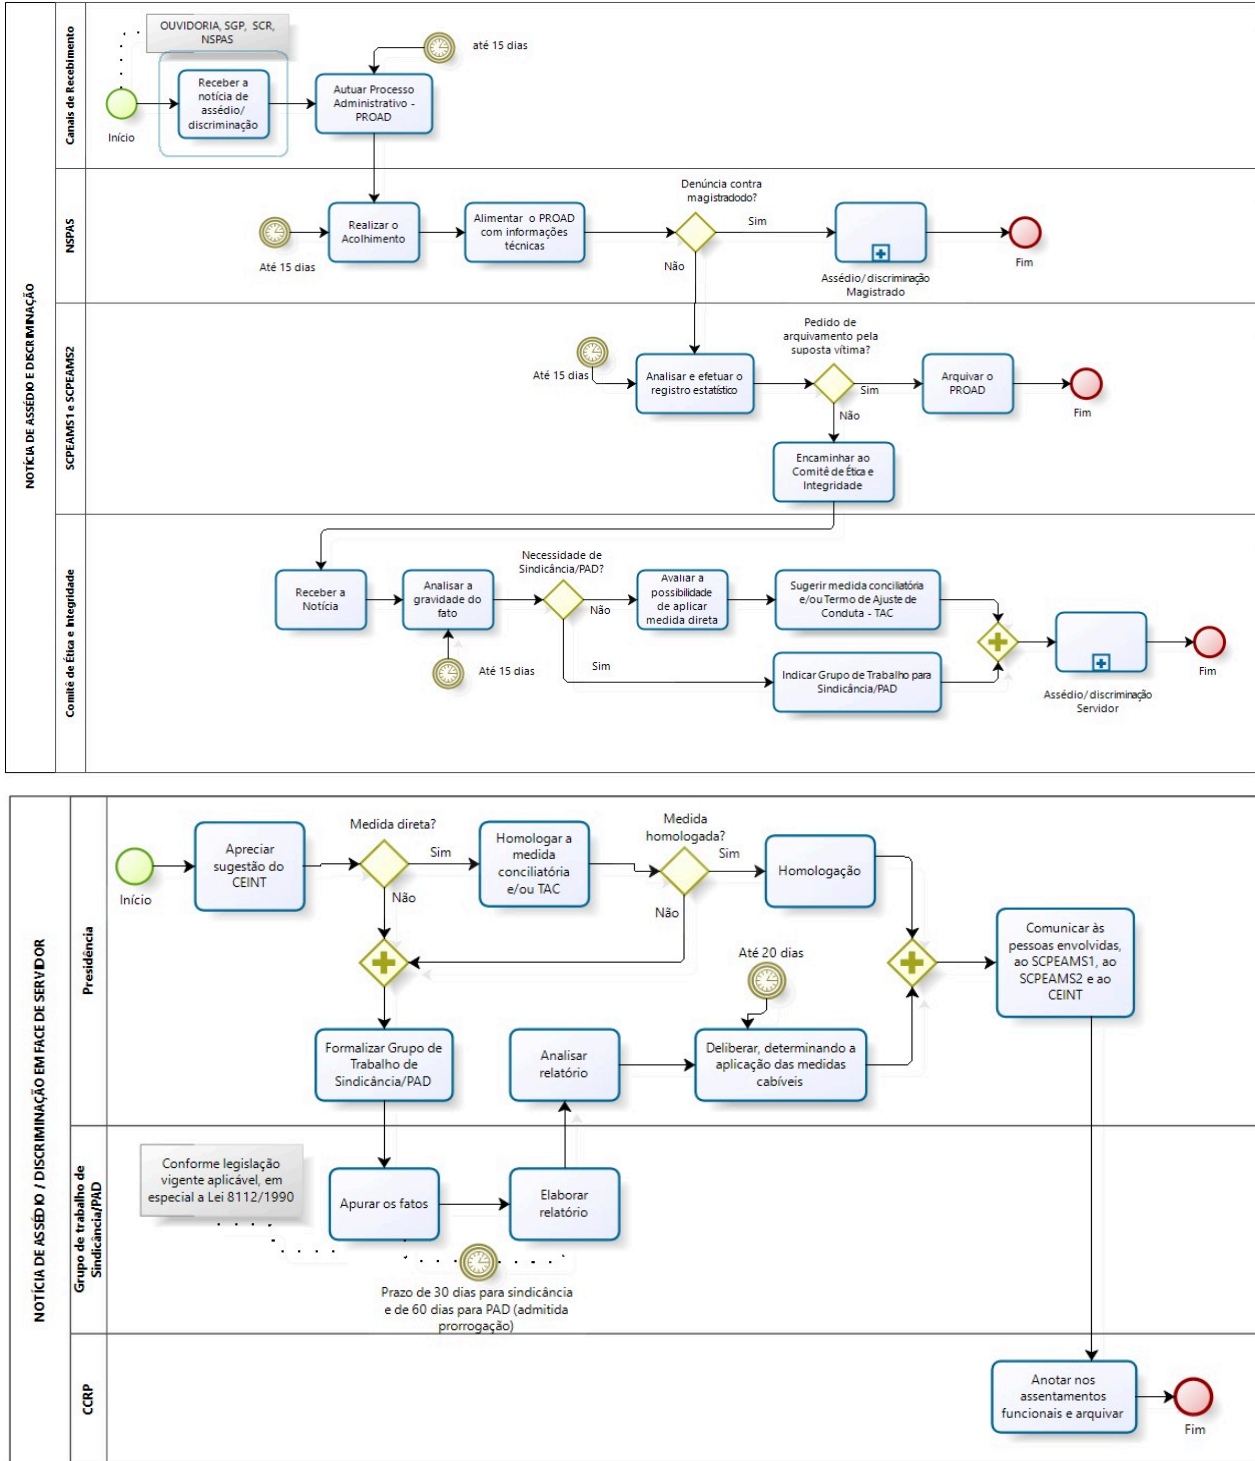 NOTÍCIA DE ASSÉDIO E DISCRIMINAÇÃO
Canais de Recebimento
OUVIDORIA, SGP, SCR,
NSPAS
Início
Receber a
notícia de
assédio/
discriminação
Autuar Processo
Administrativo -
PROAD
até 15 dias
NSPAS
Até 15 dias
Realizar o
Acolhimento
Alimentar o PROAD
com informações
técnicas
Denúncia contra
magistradodo?
Sim
Não
Assédio/discriminação
Magistrado
Fim
SCPEAMS1 e SCPEAMS2
Até 15 dias
Analisar e efetuar o
registro estatístico
Pedido de
arquivamento pela
suposta vítima?
Sim
Não
Arquivar o
PROAD
Fim
Encaminhar ao
Comitê de Ética e
Integridade
Comitê de Ética e Integridade
Receber a
Notícia
Analisar a
gravidade do
fato
Até 15 dias
Necessidade de
Sindicância/PAD?
Não
Sim
Avaliar a
possibilidade
de aplicar
medida direta
Sugerir medida conciliatória
e/ou Termo de Ajuste de
Conduta - TAC
Indicar Grupo de Trabalho para
Sindicância/PAD
Assédio/discriminação
Servidor
Fim
NOTÍCIA DE ASSÉDIO / DISCRIMINAÇÃO EM FACE DE SERVIDOR
Presidência
Início
Apreciar
sugestão do
CEINT
Medida direta?
Sim
Não
Homologar a
medida
conciliatória
e/ou TAC
Medida
homologada?
Sim
Não
Homologação
Até 20 dias
Comunicar às
pessoas envolvidas,
ao SCPEAMS1, ao
SCPEAMS2 e ao
CEINT
Formalizar Grupo de
Trabalho de
Sindicância/PAD
Analisar
relatório
Deliberar, determinando a
aplicação das medidas
cabíveis
Grupo de trabalho de
Sindicância/PAD
Conforme legislação
vigente aplicável, em
especial a Lei 8112/1990
Apurar os fatos
Elaborar
relatório
Prazo de 30 dias para sindicância
e de 60 dias para PAD (admitida
prorrogação)
CCRP
Anotar nos
assentamentos
funcionais e arquivar
Fim